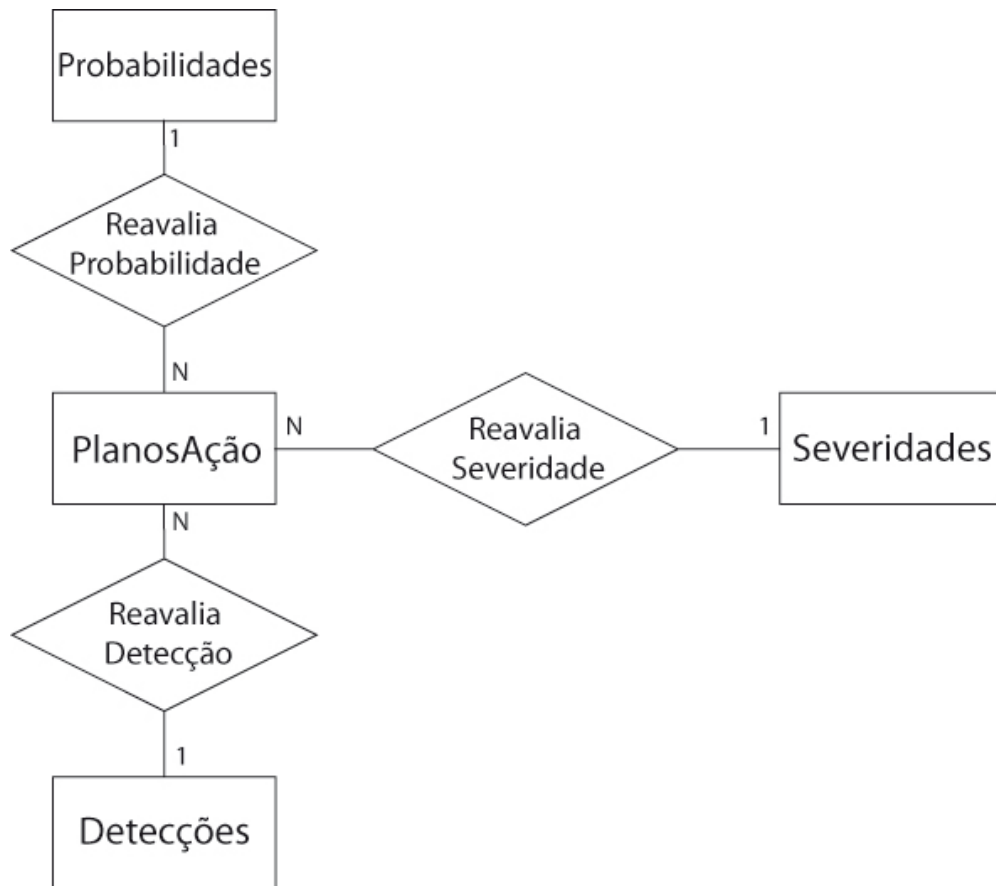 Probabilidades
1
Reavalia
Probabilidade
N
PlanosAção
N
Reavalia
Severidade
1
Severidades
N
Reavalia
Detecção
1
Detecções